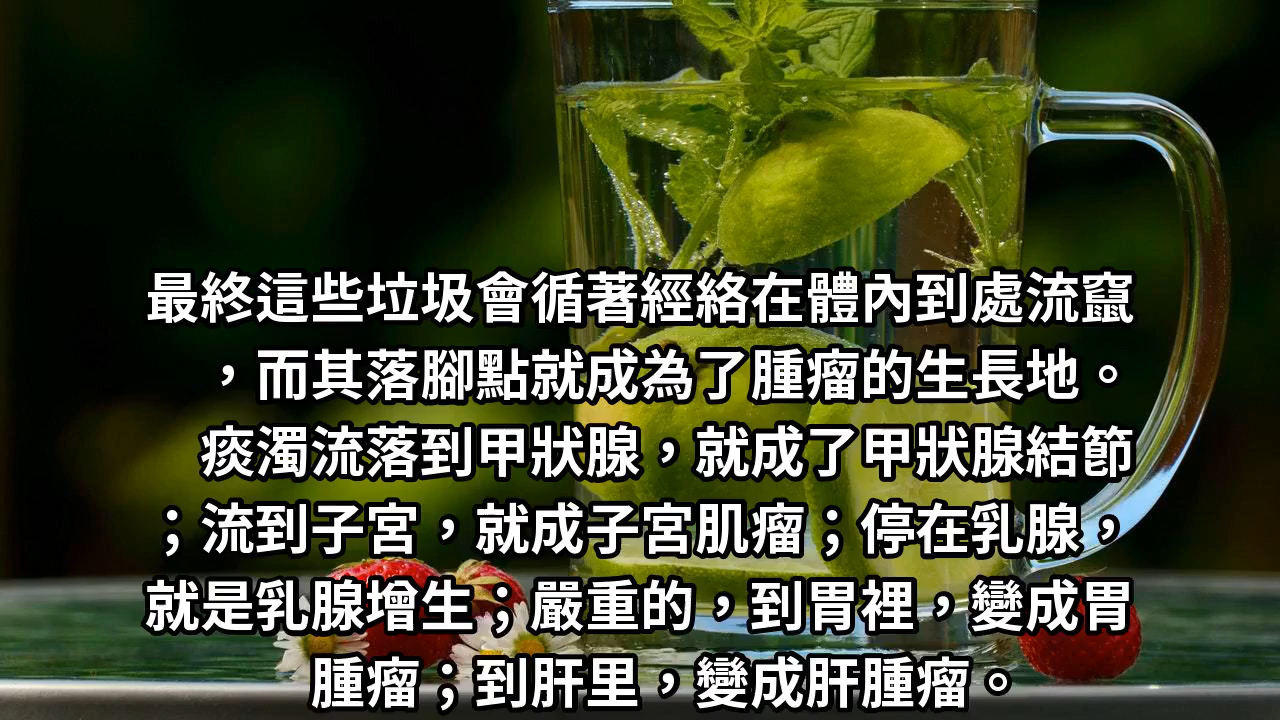 最終這些垃圾會循著經絡在體內到處流竄
，而其落腳點就成為了腫瘤的生長地。
痰濁流落到甲狀腺，就成了甲狀腺結節
；流到子宮，就成子宮肌瘤；停在乳腺，
就是乳腺增生；嚴重的，到胃裡，變成胃
腫瘤；到肝里，變成肝腫瘤。